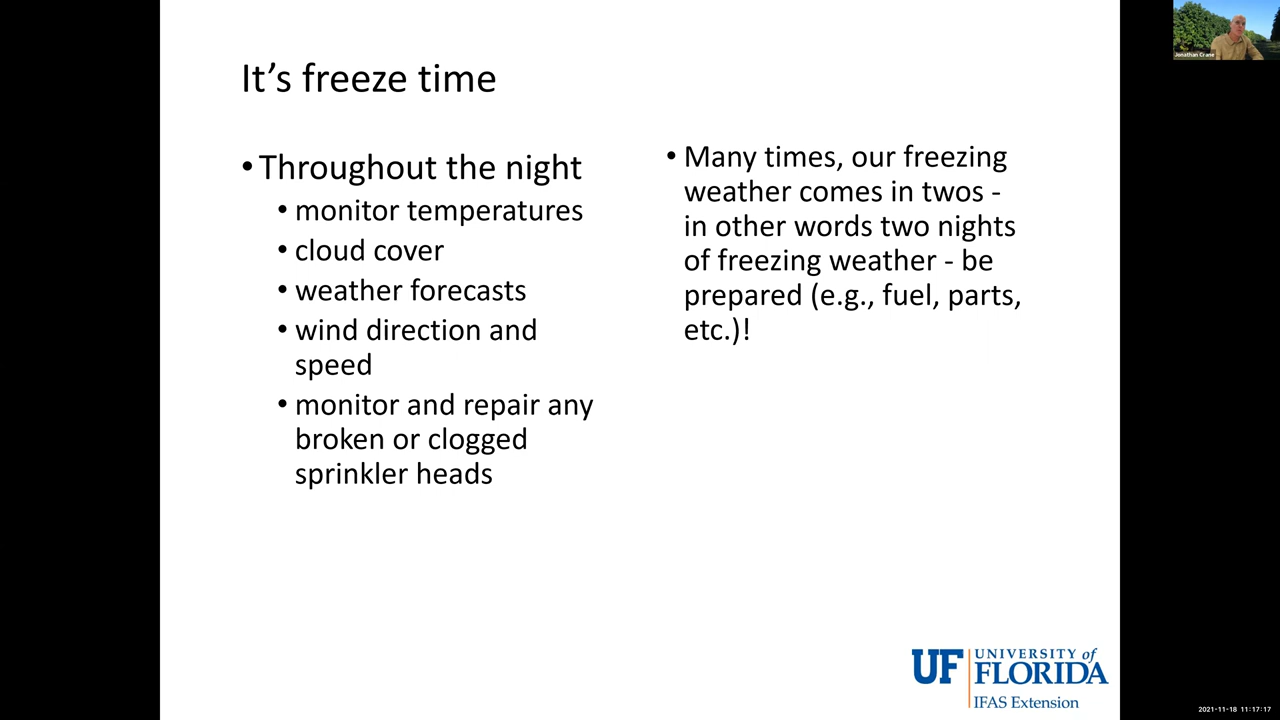 It's freeze time
•Throughout the night
•monitor temperatures
•cloud cover
•weather forecasts
•wind direction and
speed
•monitor and repair any
broken or clogged
sprinkler heads
•Many times, our freezing
weather comes in twos -
in other words two nights
of freezing weather - be
prepared (e.g., fuel, parts,
etc.)!
UF UNIVERSITY of
FLORIDA
IFAS Extension
Jonathan Crane
2021-11-18 11:17:17